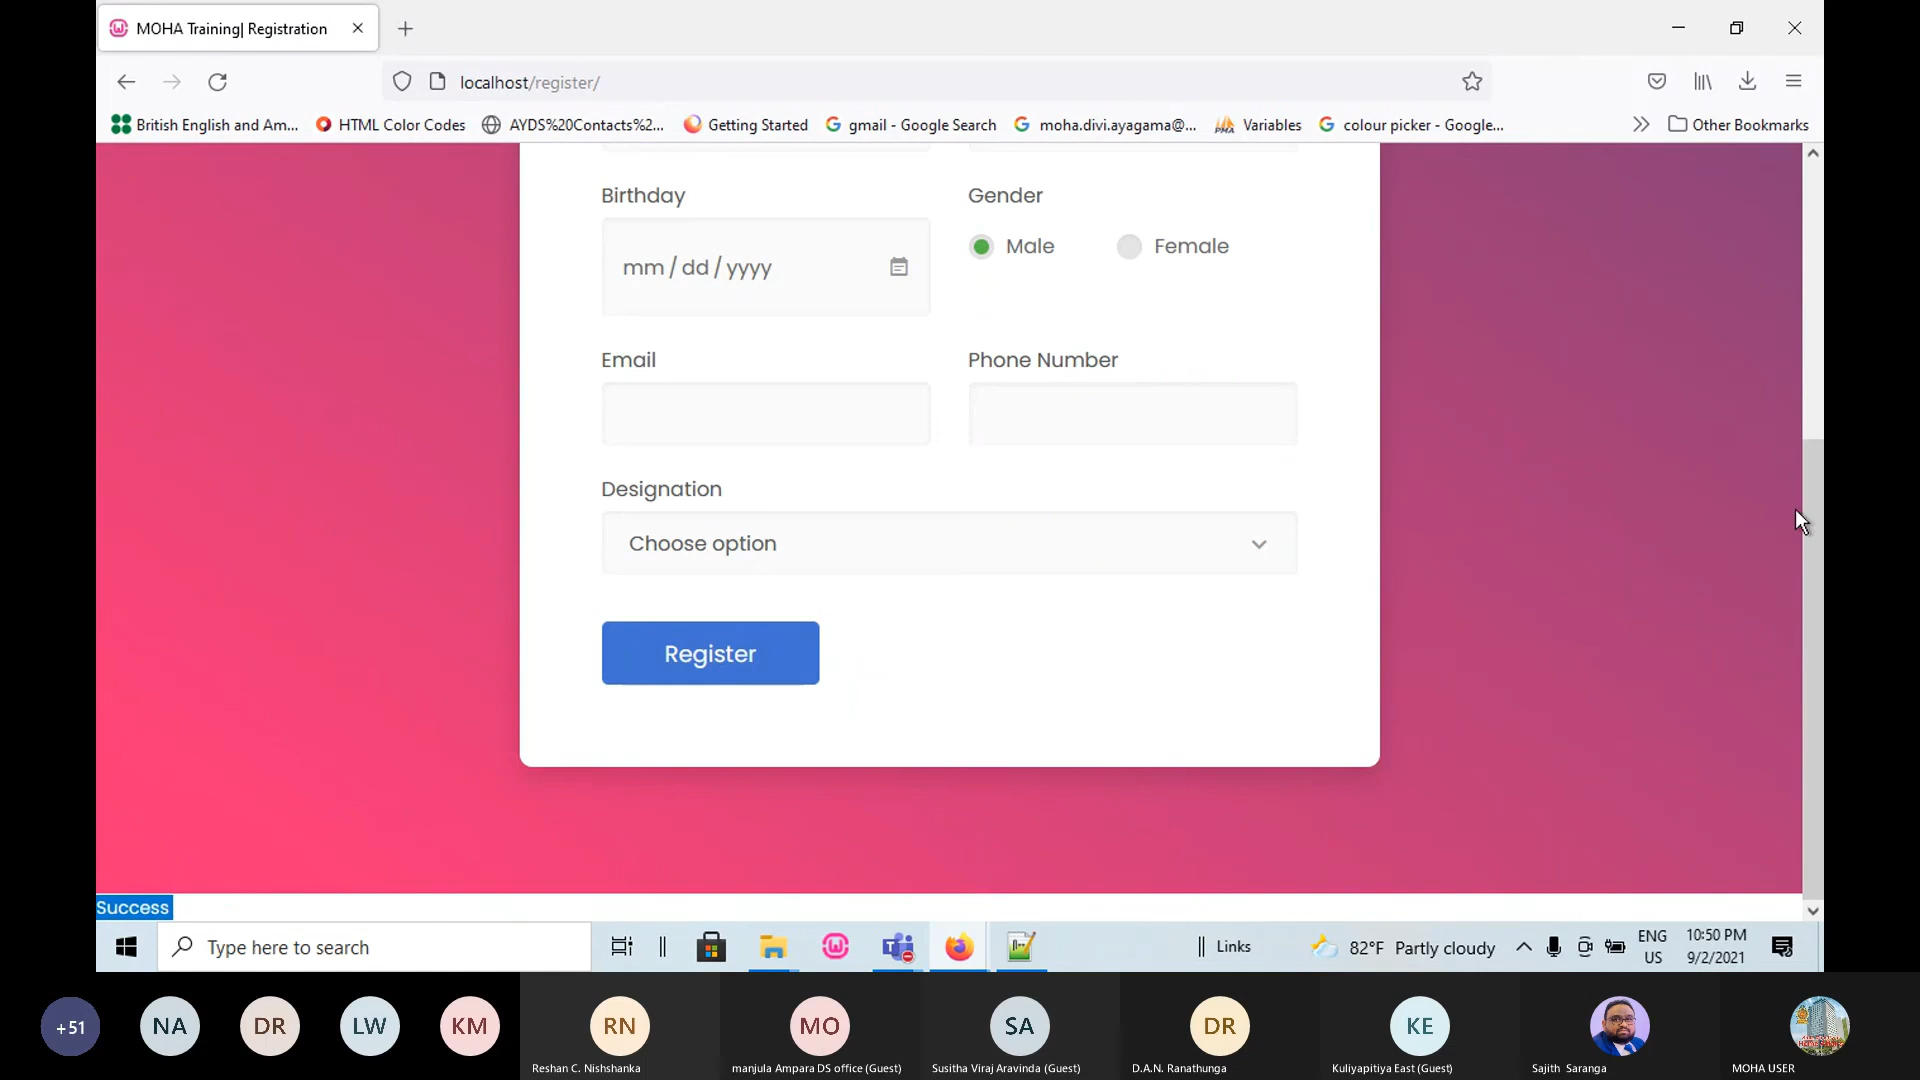 MOHA Training| Registration
localhost/register/
British English and Am...
HTML Color Codes
AYDS%20Contacts%2...
Getting Started
gmail - Google Search
moha.divi.ayagama@...
Variables
colour picker - Google...
Other Bookmarks
Birthday
Gender
mm / dd / yyyy
Male
Female
Email
Phone Number
Designation
Choose option
Register
Success
Type here to search
Links
82°F Partly cloudy
ENG
US
10:50 PM
9/2/2021
+51
NA
DR
LW
KM
RN
MO
SA
DR
KE
Reshan C. Nishshanka
manjula Ampara DS office (Guest)
Susitha Viraj Aravinda (Guest)
D.A.N. Ranathunga
Kuliyapitiya East (Guest)
Sajith Saranga
MOHA USER